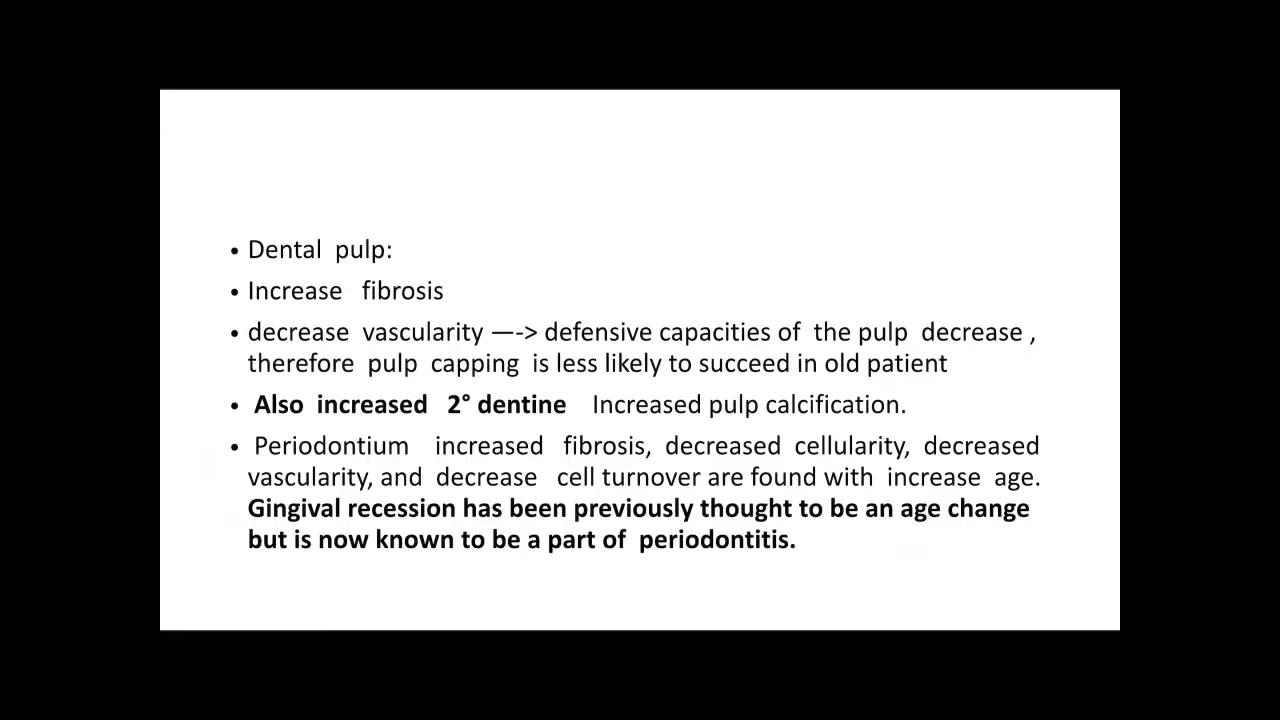 • Dental pulp:
• Increase fibrosis
• decrease vascularity —-> defensive capacities of the pulp decrease ,
therefore pulp capping is less likely to succeed in old patient
• Also increased 2° dentine Increased pulp calcification.
• Periodontium increased fibrosis, decreased cellularity, decreased
vascularity, and decrease cell turnover are found with increase age.
Gingival recession has been previously thought to be an age change
but is now known to be a part of periodontitis.